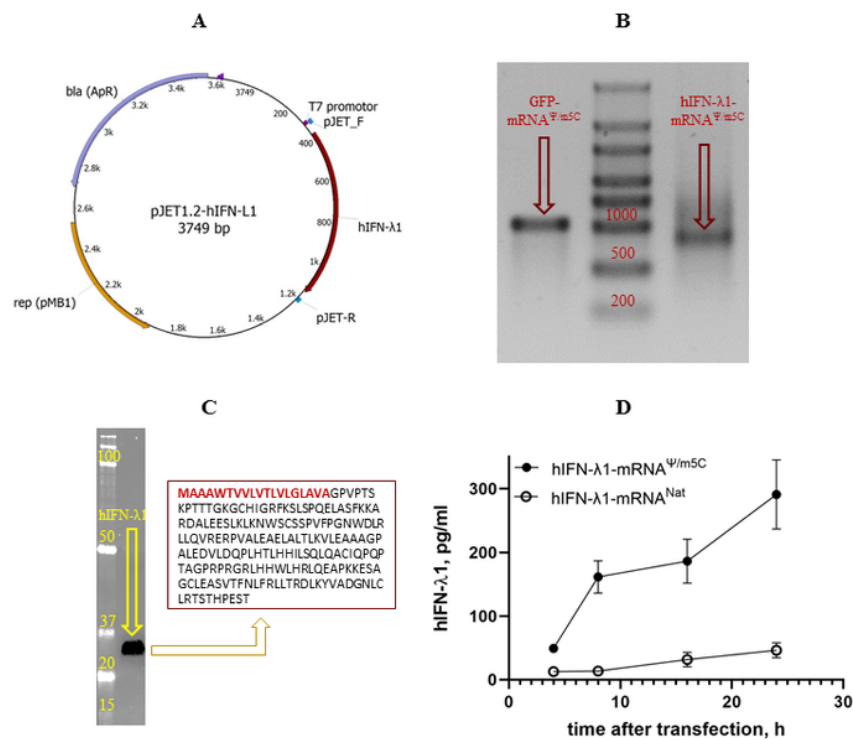 A
bla (ApR)
3.6k
3749
3.4k
3.2k
3k
2.8k
2.6k
2.4k
2.2k
2k
1.8k
1.6k
1.4k
1.2k
1k
800
600
400
200
T7 promotor
pJET_F
pJET1.2-hIFN-L1
3749 bp
hIFN-λ1
rep (pMB1)
pJET-R
B
GFP-
mRNAΨ/m5C
hIFN-λ1-
mRNAΨ/m5C
1000
500
200
C
100
hIFN-λ1
50
37
20
15
MAAAWTVVLVTLVLGLAVAGPVPTS
KPTTTGKGCHIGRFKSLSPQELASFKKA
RDALEESLKLKNWSCSSPVFPGNWDLR
LLQVRERPVALEAELALTLKVLEAAAGP
ALEDVLDQPLHTLHHILSQLQACIQPQP
TAGPRPRGRLHHWLHRLQEAPKKESA
GCLEASVTFNLFRLLTRDLKYVADGNLC
LRTSTHPEST
D
hIFN-λ1-mRNAΨ/m5C
hIFN-λ1-mRNANat
hIFN-λ1, pg/ml
300
200
100
0
0
10
20
30
time after transfection, h